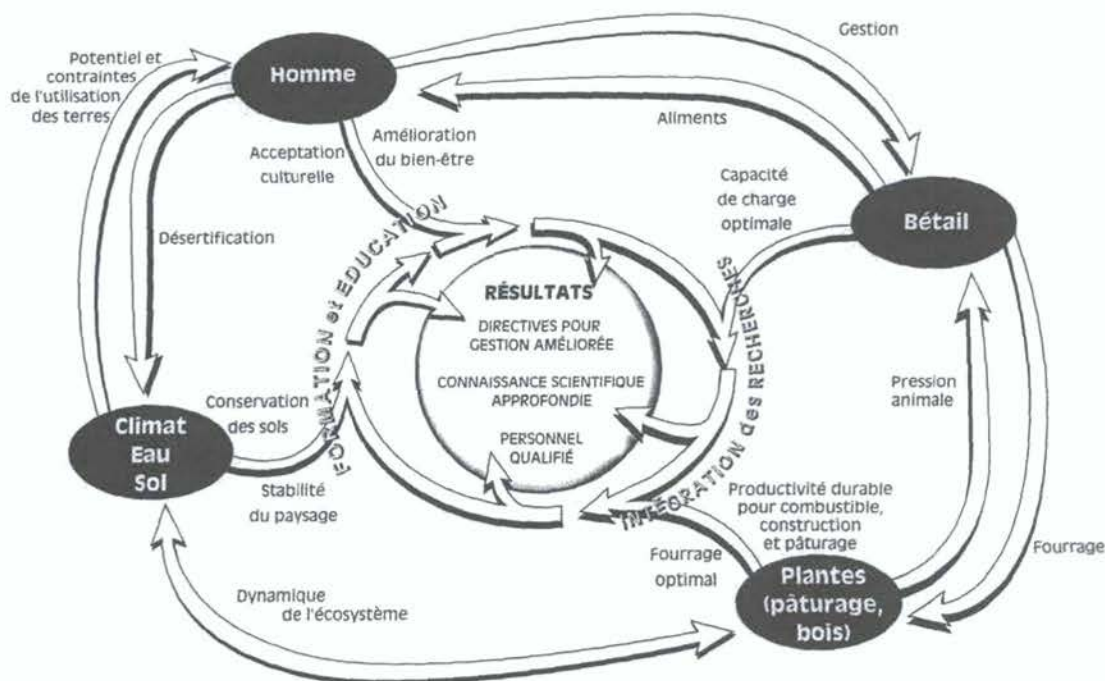 Potentiel et
contraintes
de l'utilisation
des terres
Homme
Gestion
Aliments
Acceptation
culturelle
Amélioration
du bien-être
Capacité
de charge
optimale
Bétail
Désertification
FORMATION et EDUCATION
INTÉGRATION des RECHERCHES
RÉSULTATS
DIRECTIVES POUR
GESTION AMÉLIORÉE
CONNAISSANCE SCIENTIFIQUE
APPROFONDIE
PERSONNEL
QUALIFIÉ
Pression
animale
Conservation
des sols
Climat
Eau
Sol
Stabilité
du paysage
Productivité durable
pour combustible,
construction
et pâturage
Fourrage
optimal
Fourrage
Plantes
(pâturage,
bois)
Dynamique
de l'écosystème